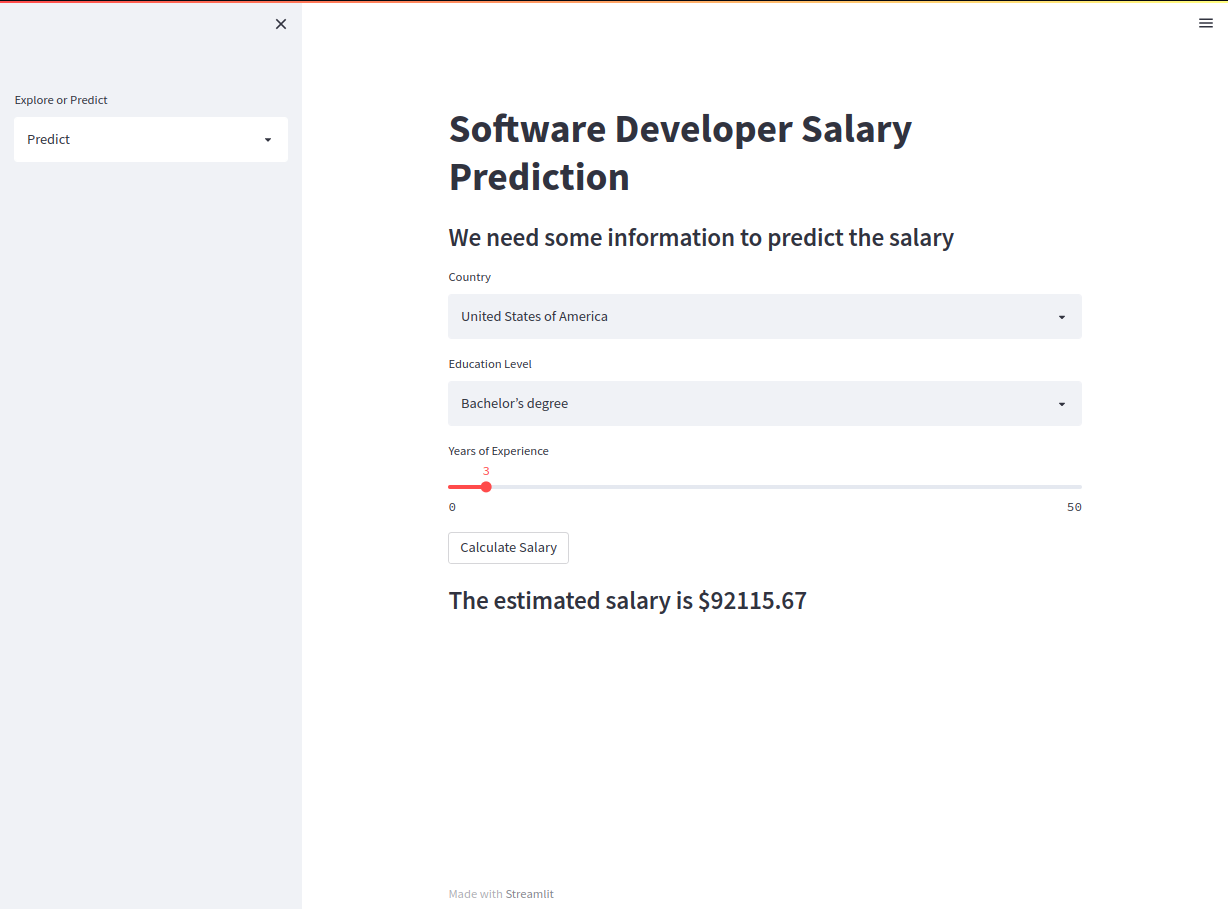 Explore or Predict
Predict
Software Developer Salary
Prediction
We need some information to predict the salary
Country
United States of America
Education Level
Bachelor’s degree
Years of Experience
3
0 50
Calculate Salary
The estimated salary is $92115.67
Made with Streamlit